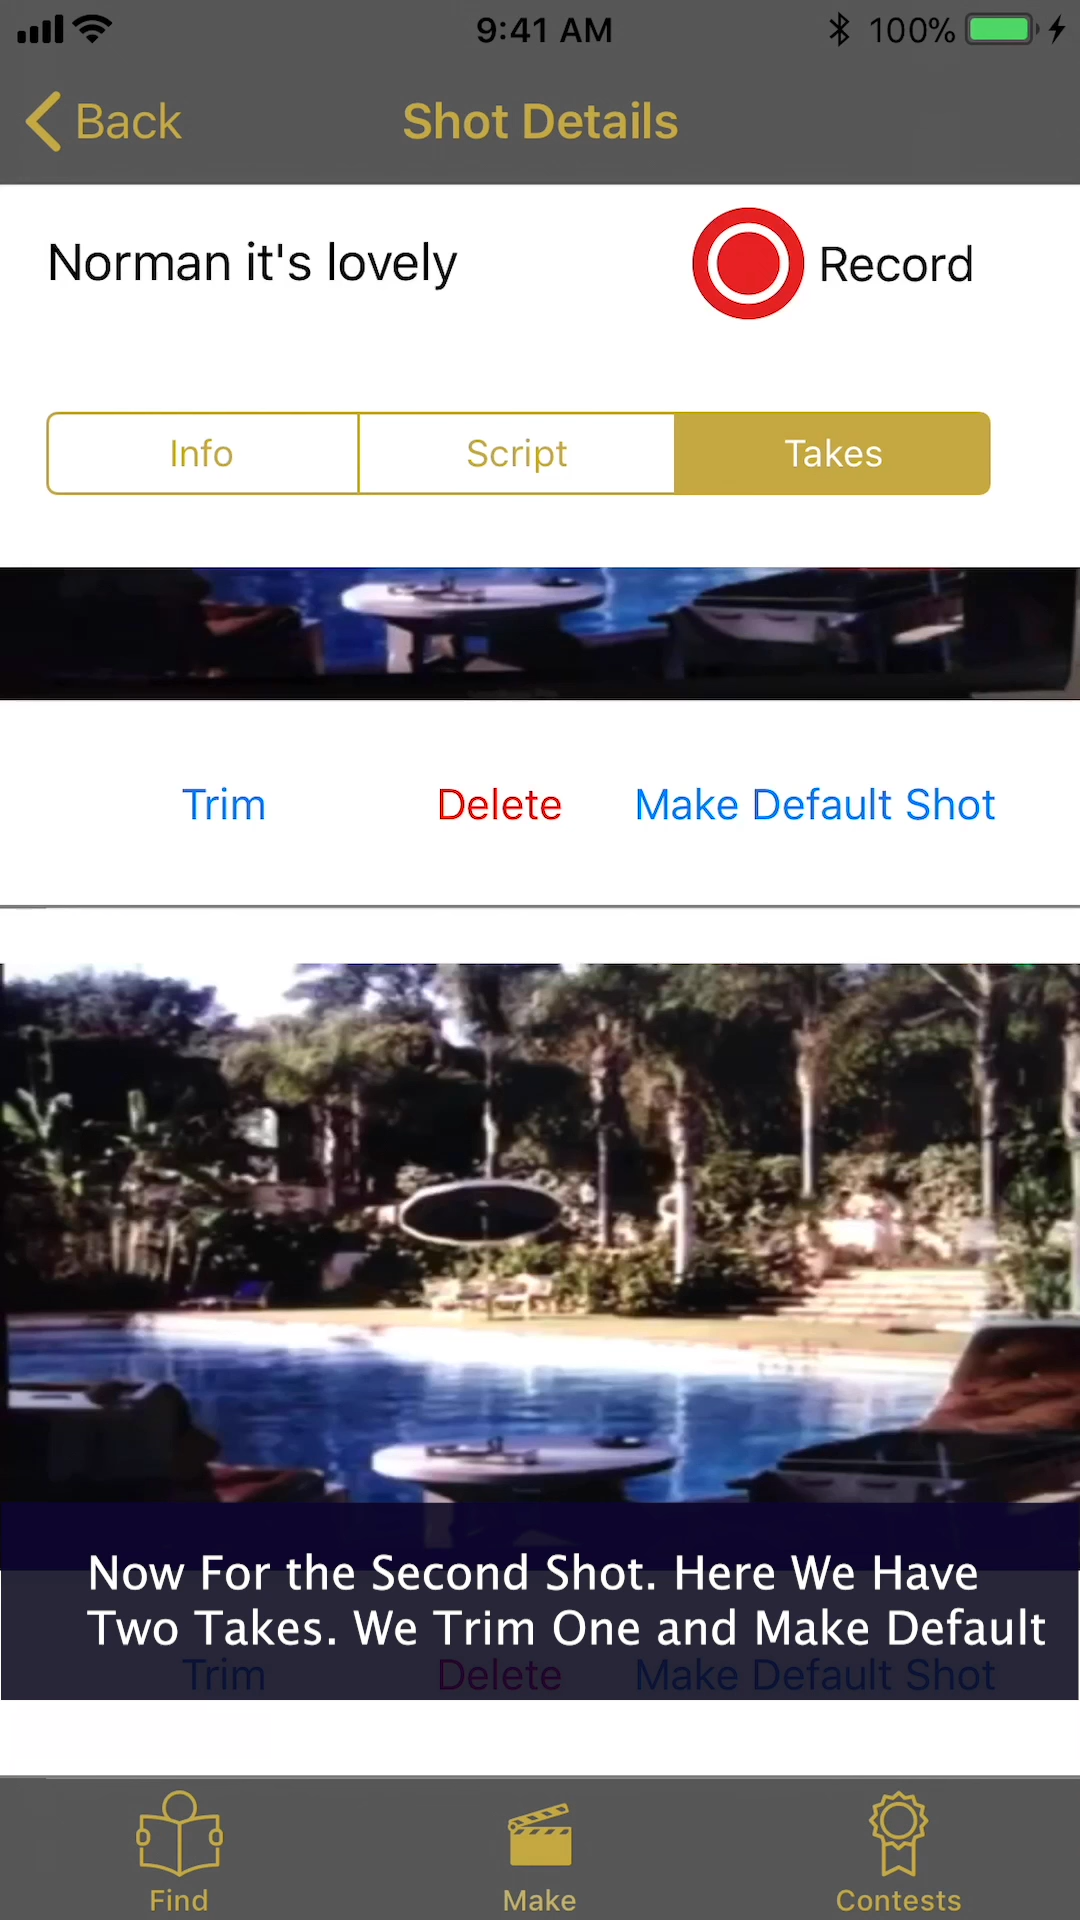 9:41 AM
100%
Back
Shot Details
Norman it's lovely
Record
Info
Script
Takes
Trim
Delete
Make Default Shot
Now For the Second Shot. Here We Have
Two Takes. We Trim One and Make Default
Trim
Delete
Make Default Shot
Find
Make
Contests